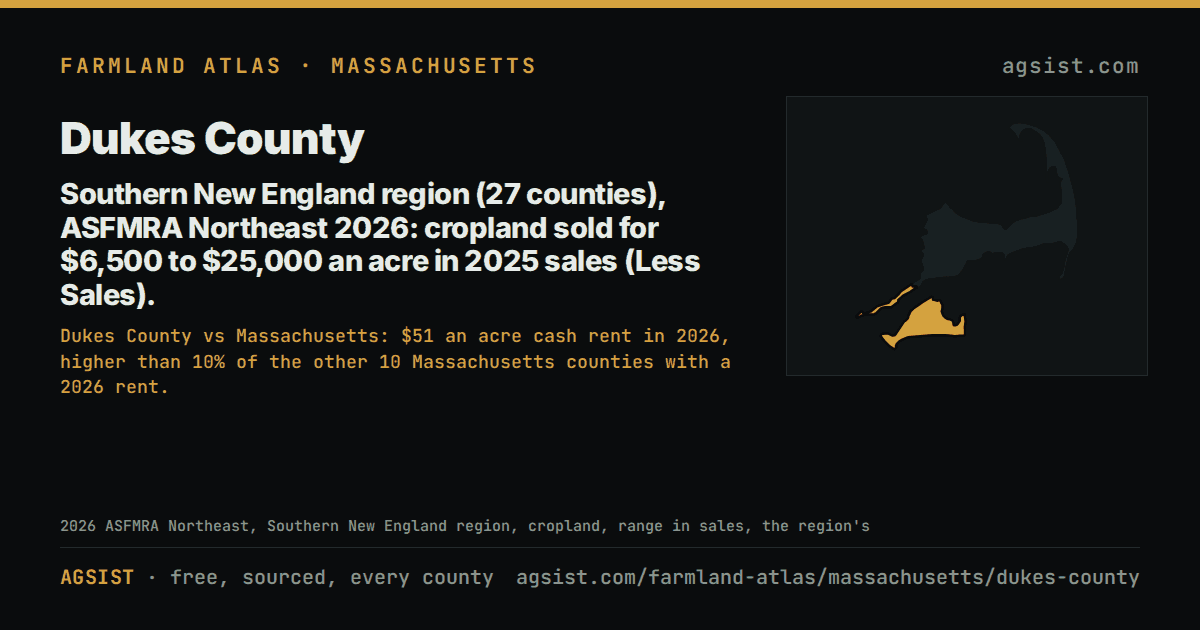 FARMLAND ATLAS · MASSACHUSETTS
agsist.com
Dukes County
Southern New England region (27 counties),
ASFMRA Northeast 2026: cropland sold for
$6,500 to $25,000 an acre in 2025 sales (Less
Sales).
Dukes County vs Massachusetts: $51 an acre cash rent in 2026,
higher than 10% of the other 10 Massachusetts counties with a
2026 rent.
2026 ASFMRA Northeast, Southern New England region, cropland, range in sales, the region's
AGSIST · free, sourced, every county
agsist.com/farmland-atlas/massachusetts/dukes-county